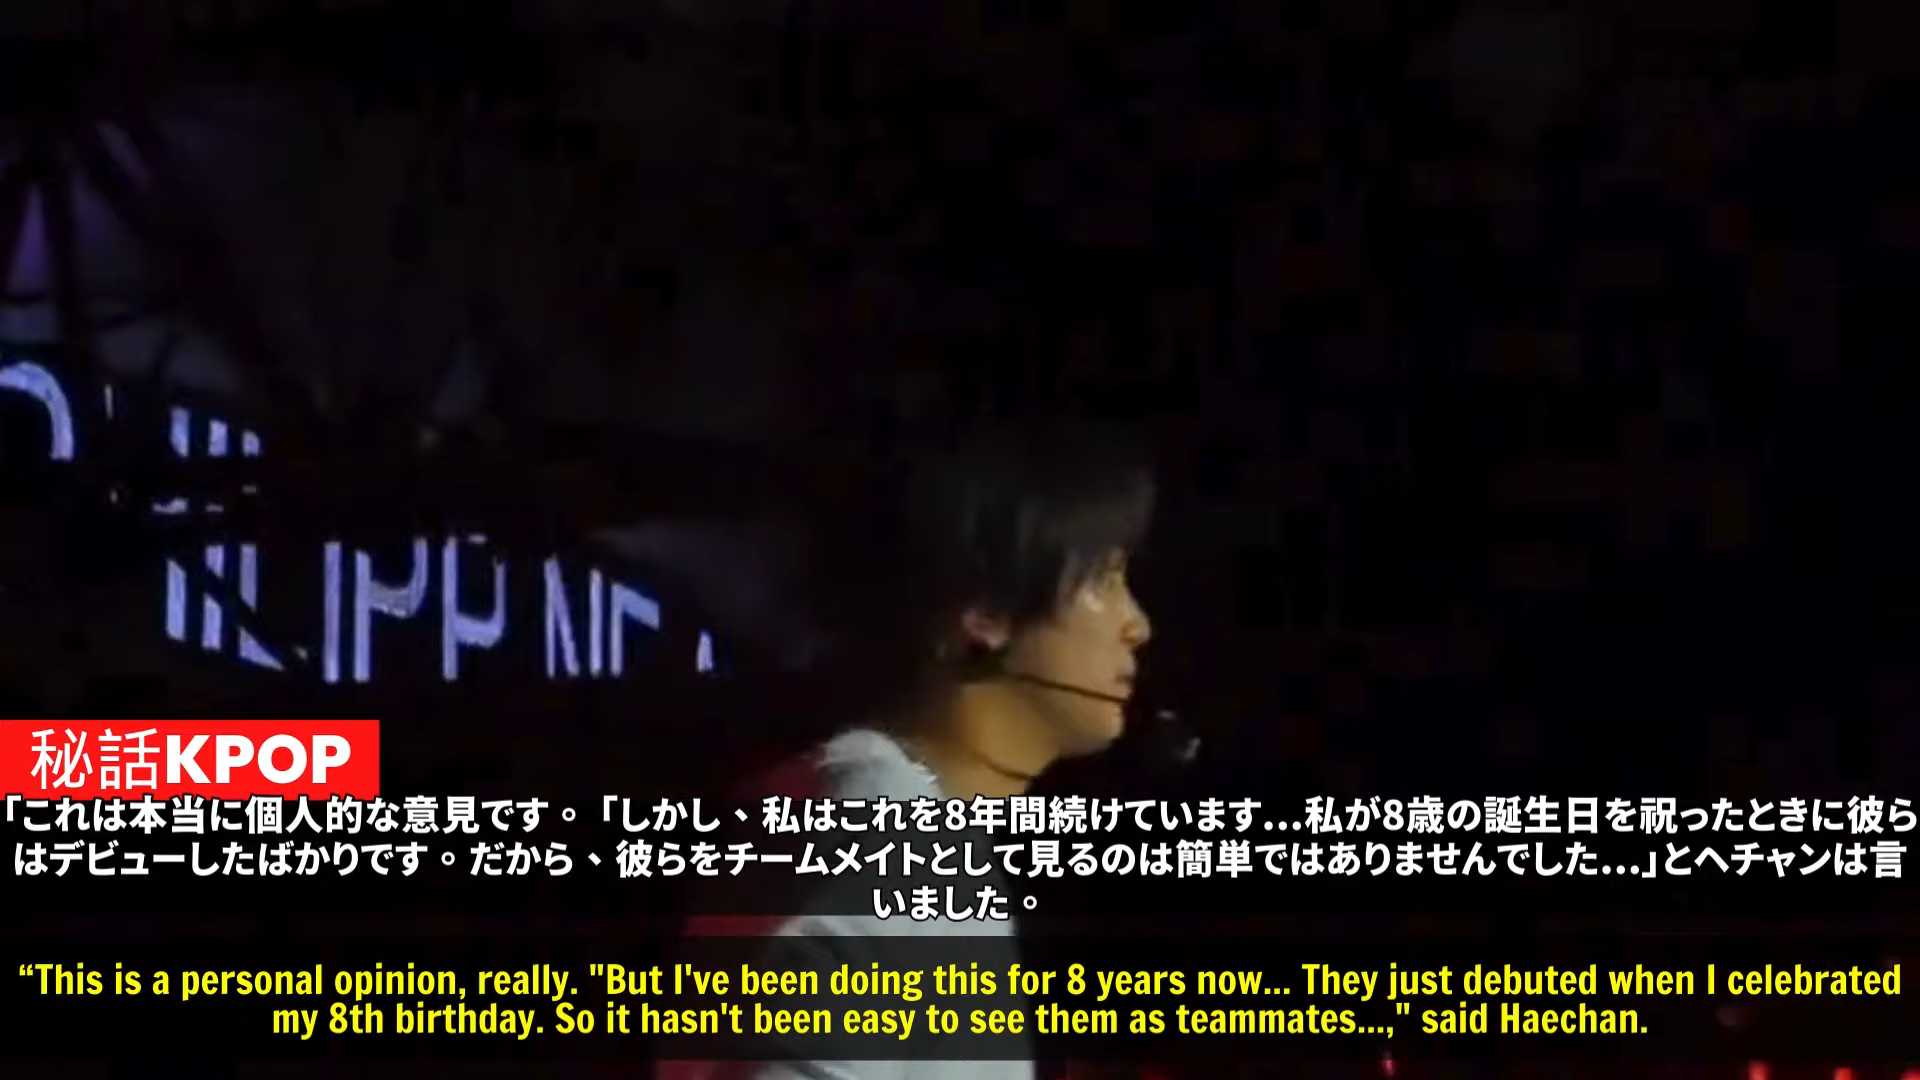 秘話KPOP
「これは本当に個人的な意見です。「しかし、私はこれを8年間続けています...私が8歳の誕生日を祝ったときに彼ら
はデビューしたばかりです。だから、彼らをチームメイトとして見るのは簡単ではありませんでした...」とヘチャンは言
いました。
“This is a personal opinion, really. "But I've been doing this for 8 years now... They just debuted when I celebrated
my 8th birthday. So it hasn't been easy to see them as teammates...," said Haechan.